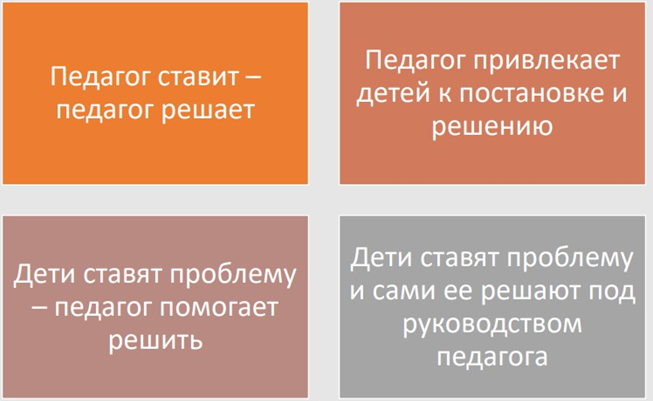 Педагог ставит –
педагог решает
Педагог привлекает
детей к постановке и
решению
Дети ставят проблему
– педагог помогает
решить
Дети ставят проблему
и сами ее решают под
руководством
педагога